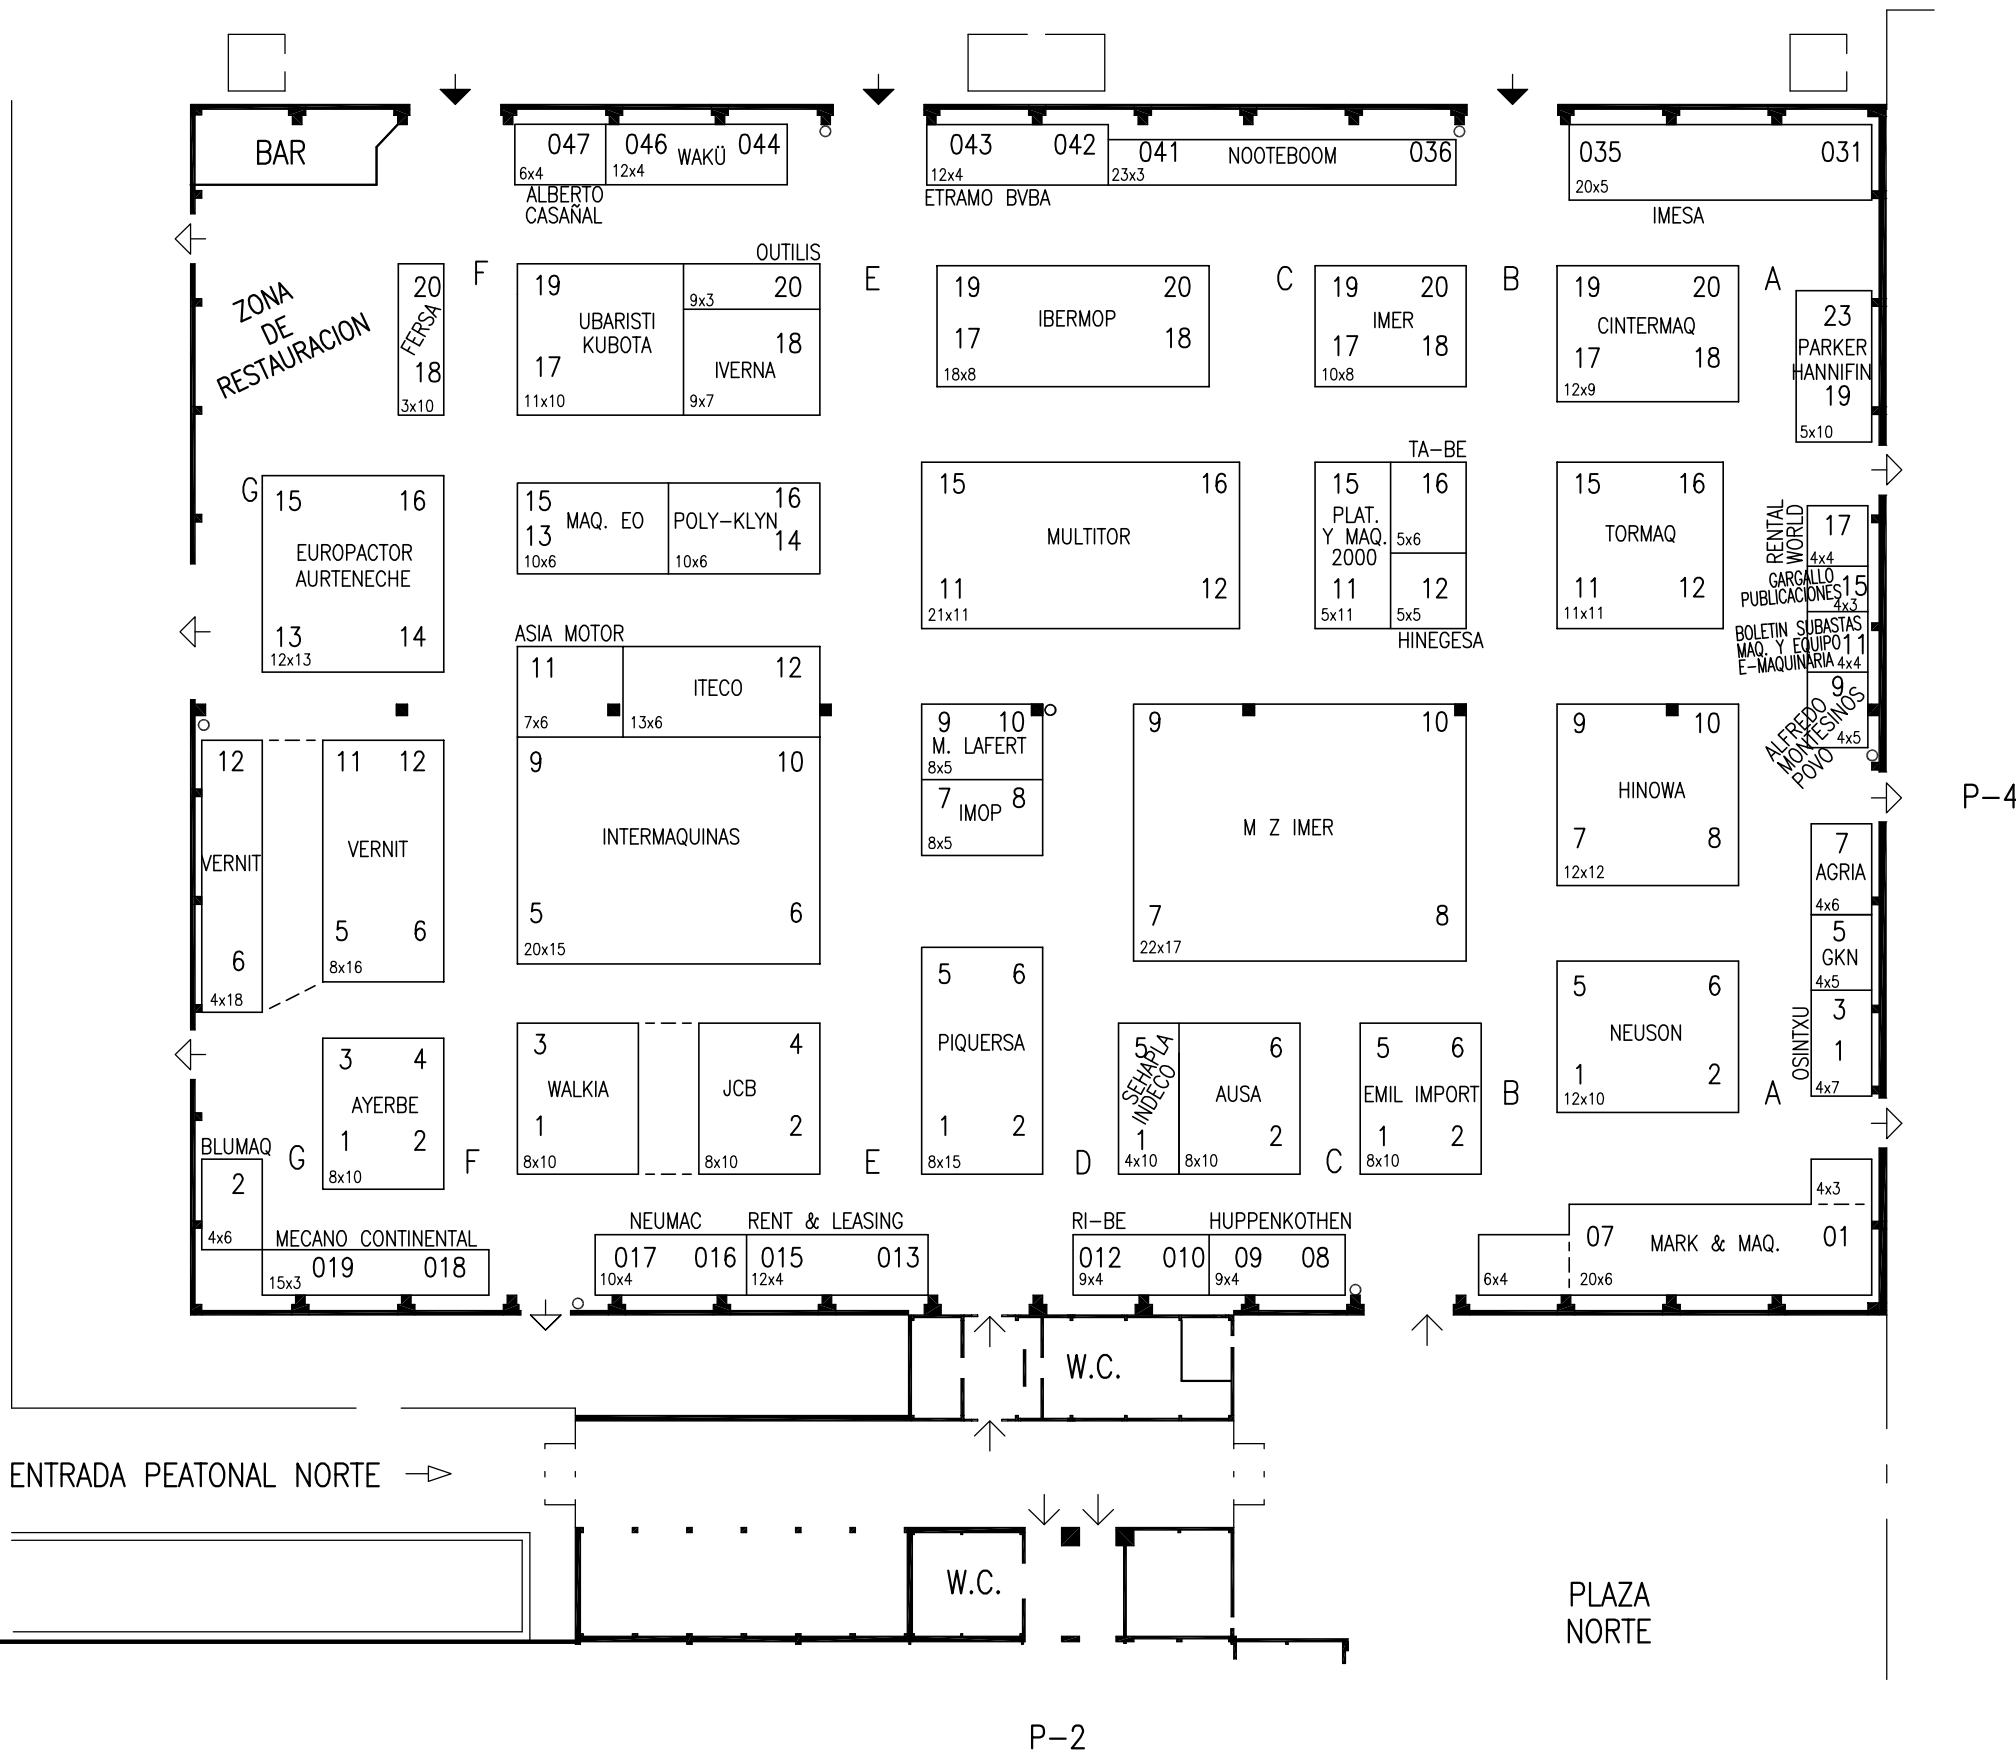 BAR
047
046
WAKÜ
044
6x4
12x4
ALBERTO
CASAÑAL
043
042
12x4
ETRAMO BVBA
041
NOOTEBOOM
036
23x3
035
031
20x5
IMESA
ZONA
DE
RESTAURACION
20
FERSA
18
3x10
F
19
UBARISTI
KUBOTA
17
11x10
OUTILIS
9x3
20
18
IVERNA
9x7
E
19
20
IBERMOP
17
18
18x8
C
19
20
IMER
17
18
10x8
B
19
20
CINTERMAQ
17
18
12x9
A
23
PARKER
HANNIFIN
19
5x10
G
15
16
EUROPACTOR
AURTENECHE
13
14
12x13
15
MAQ. EO
13
10x6
16
POLY-KLYN
14
10x6
15
16
MULTITOR
11
12
21x11
15
PLAT.
Y MAQ.
2000
11
5x11
TA-BE
16
5x6
12
5x5
HINEGESA
15
16
TORMAQ
11
12
11x11
RENTAL
WORLD
17
4x4
GARGALLO
PUBLICACIONES
15
4x3
BOLETIN SUBASTAS
MAQ. Y EQUIPO
E-MAQUINARIA
11
4x4
9
ALFREDO
MONTESINOS
POVO
4x5
ASIA MOTOR
11
7x6
12
ITECO
13x6
12
VERNIT
6
4x18
11
12
VERNIT
5
6
8x16
9
10
INTERMAQUINAS
5
6
20x15
9
10
M. LAFERT
8x5
7
8
IMOP
8x5
9
10
M Z IMER
7
8
22x17
9
10
HINOWA
7
8
12x12
P-4
7
AGRIA
4x6
5
GKN
4x5
OSINTXU
3
1
4x7
3
4
AYERBE
1
2
8x10
3
WALKIA
1
8x10
4
JCB
2
8x10
5
6
PIQUERSA
1
2
8x15
5
SEHAPLA
INDECO
1
4x10
6
AUSA
2
8x10
5
6
EMIL IMPORT
1
2
8x10
5
6
NEUSON
1
2
12x10
B
A
BLUMAQ
2
4x6
G
F
E
D
C
MECANO CONTINENTAL
019
018
15x3
NEUMAC
017
016
10x4
RENT & LEASING
015
013
12x4
RI-BE
012
010
9x4
HUPPENKOTHEN
09
08
9x4
4x3
07
MARK & MAQ.
01
6x4
20x6
W.C.
ENTRADA PEATONAL NORTE
W.C.
PLAZA
NORTE
P-2